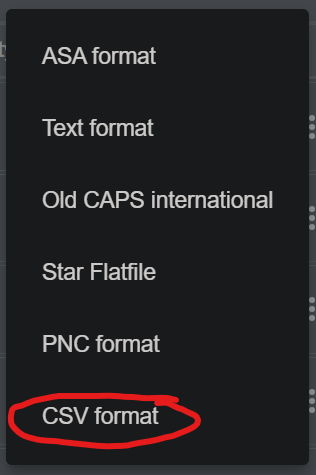 ASA format
Text format
Old CAPS international
Star Flatfile
PNC format
CSV format